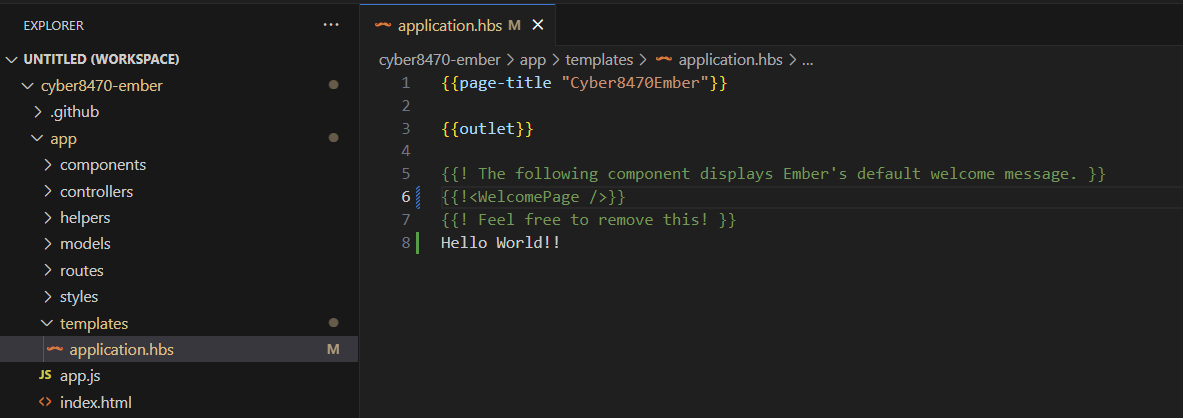 EXPLORER ...
UNTITLED (WORKSPACE)
cyber8470-ember
.github
app
components
controllers
helpers
models
routes
styles
templates
application.hbs M
JS app.js
<> index.html
application.hbs M
cyber8470-ember > app > templates > application.hbs > ...
1 {{page-title "Cyber8470Ember"}}
2
3 {{outlet}}
4
5 {{! The following component displays Ember's default welcome message. }}
6 {{!<WelcomePage />}}
7 {{! Feel free to remove this! }}
8 Hello World!!